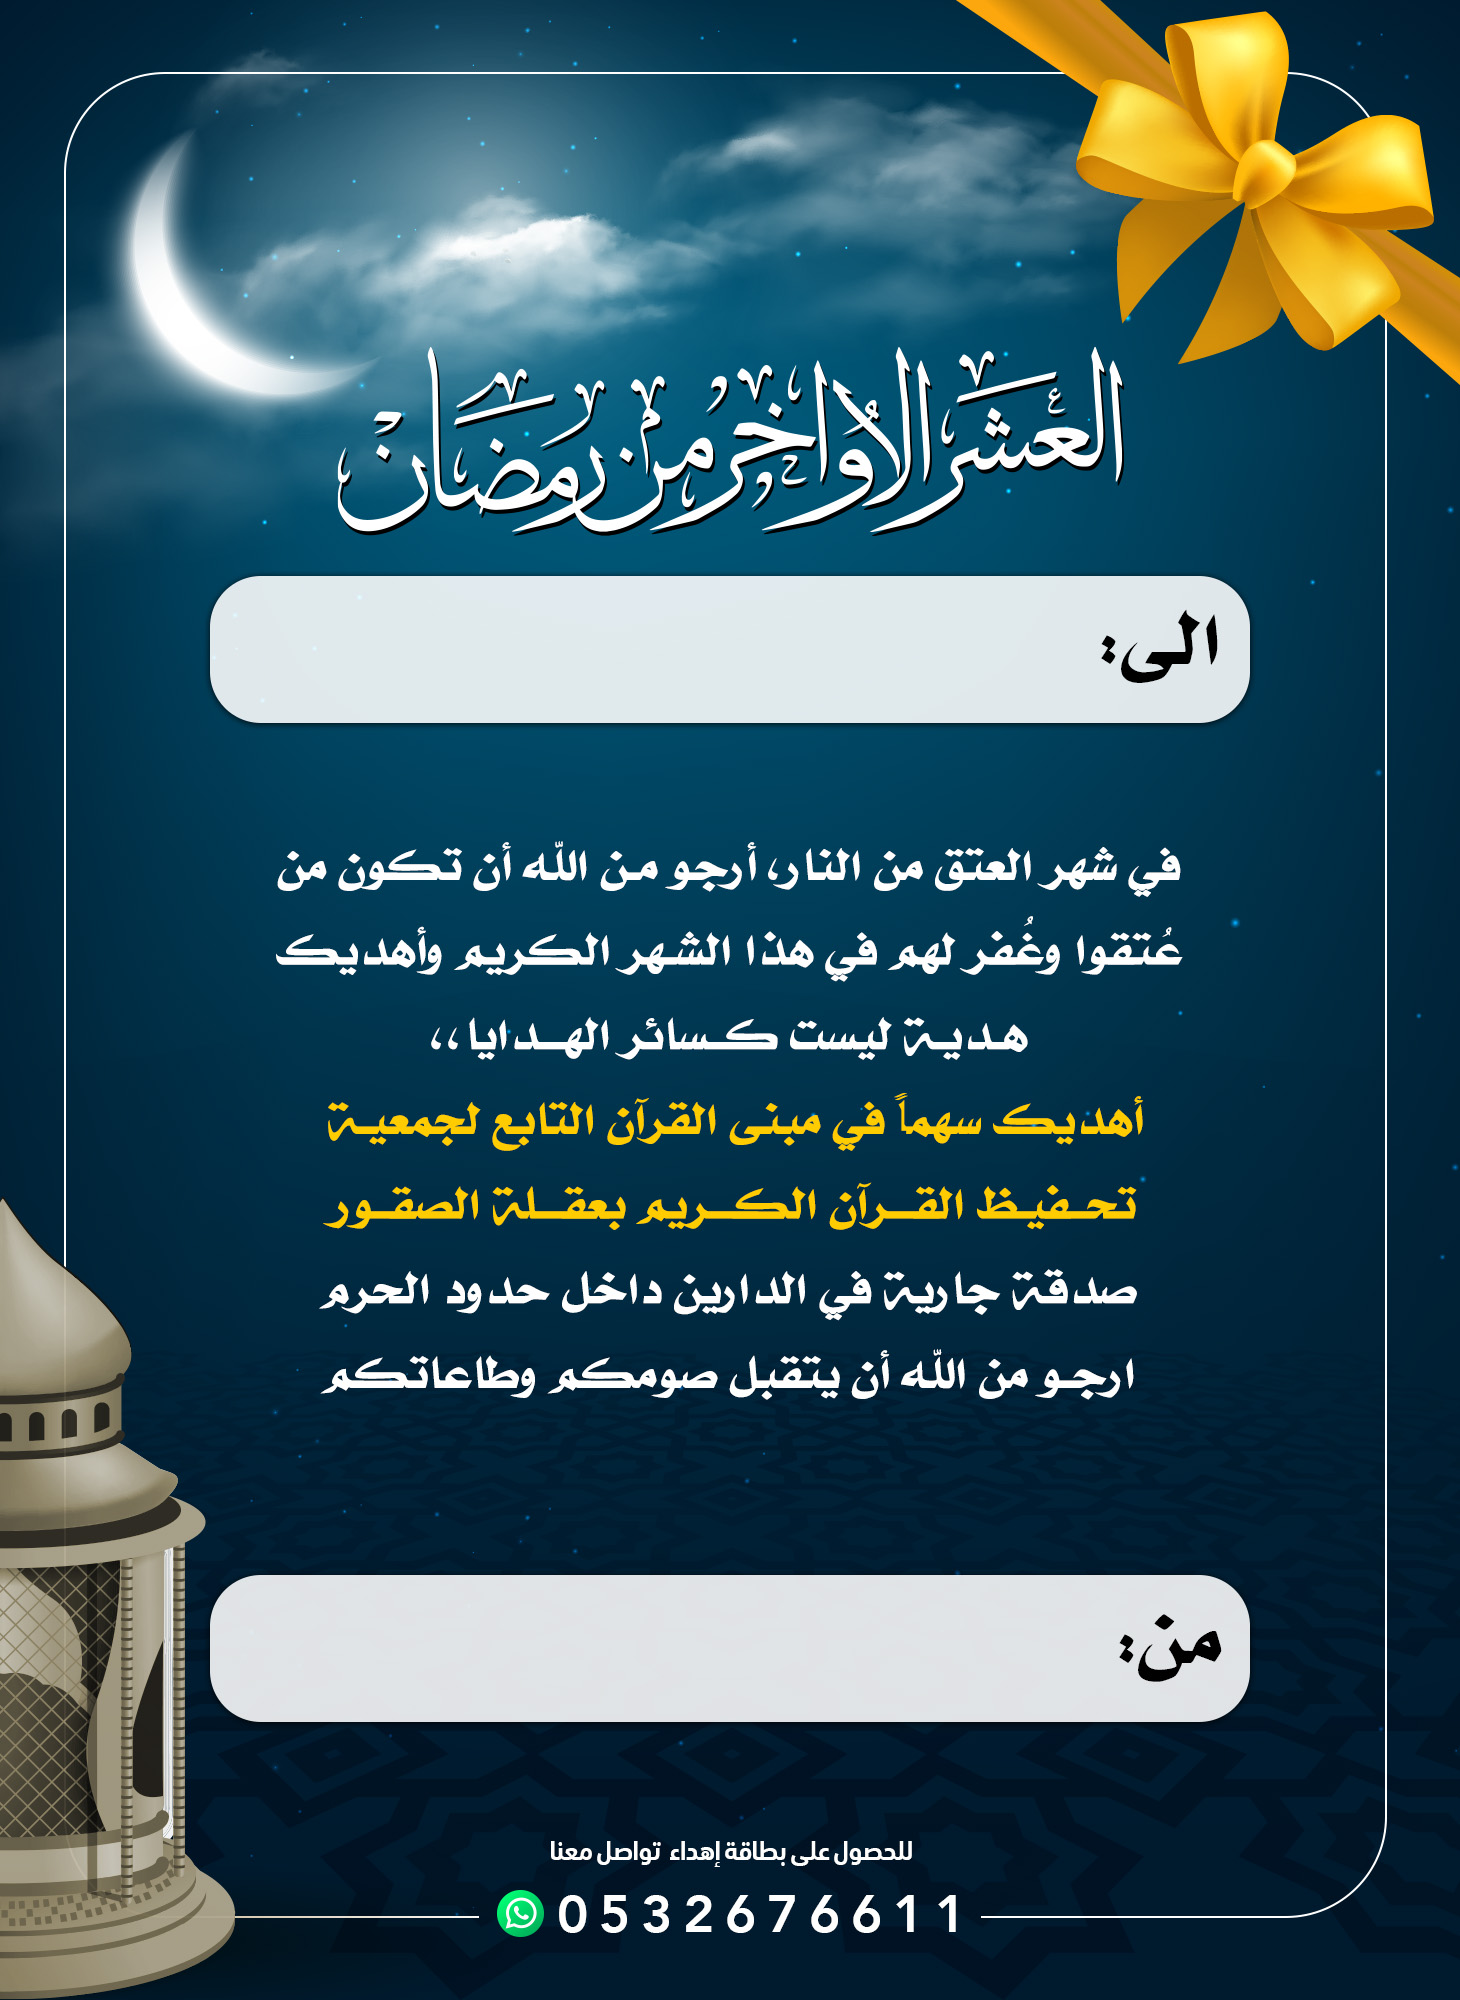 العشر الأواخر من رمضان
الى:
في شهر العتق من النار، أرجو من الله أن تكون من
عُتقوا وغُفر لهم في هذا الشهر الكريم وأهديك
هدية ليست كسائر الهدايا ،،
أهديك سهماً في مبنى القرآن التابع لجمعية
تحفيظ القرآن الكريم بعقلة الصقور
صدقة جارية في الدارين داخل حدود الحرم
ارجو من الله أن يتقبل صومكم وطاعاتكم
من:
للحصول على بطاقة إهداء تواصل معنا
0532676611